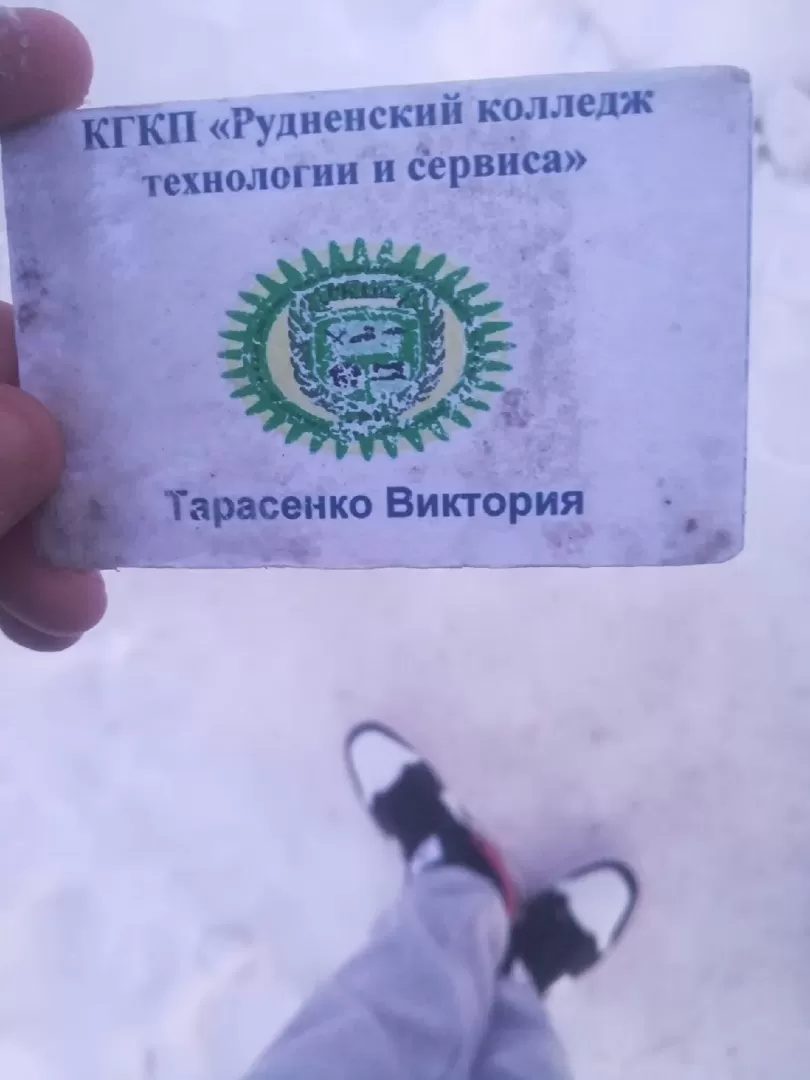 КГКП «Рудненский колледж
технологии и сервиса»
Тарасенко Виктория